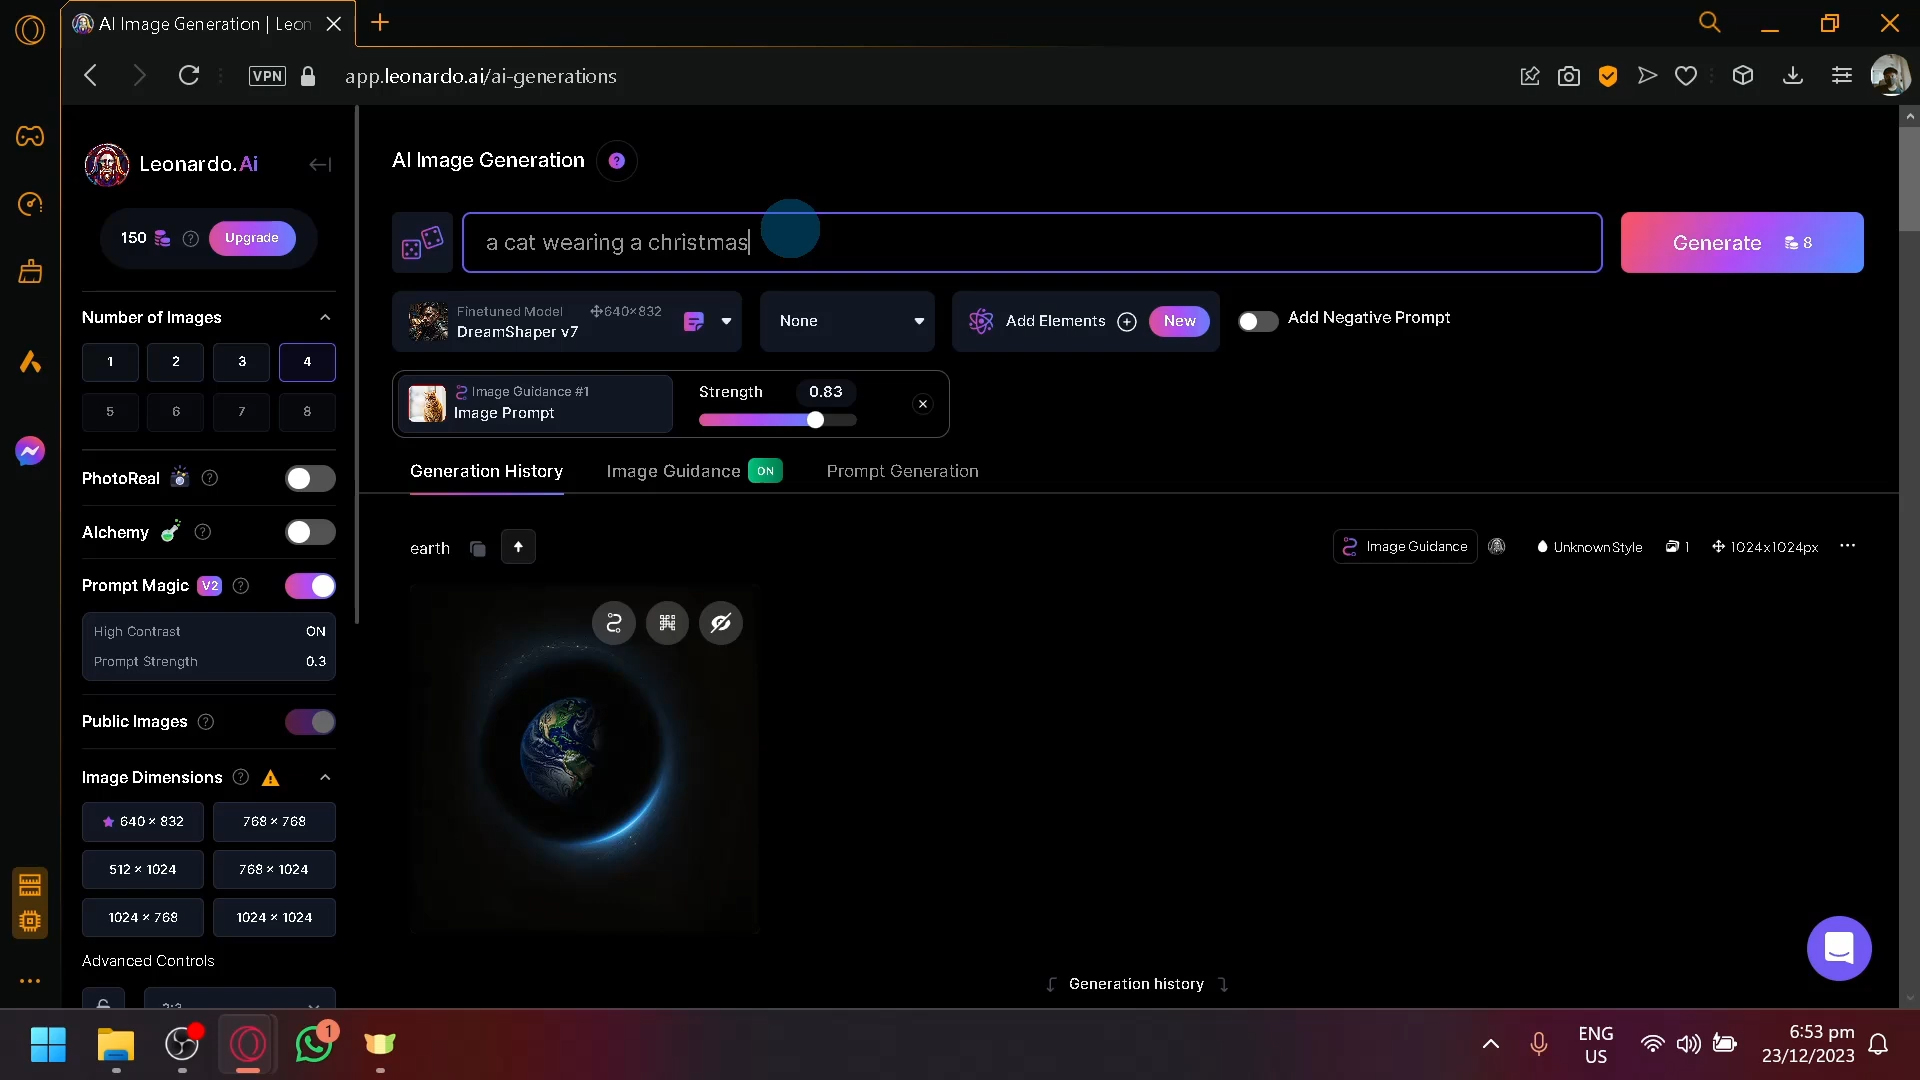 AI Image Generation | Leon
VPN
app.leonardo.ai/ai-generations
Leonardo.Ai
150
Upgrade
Number of Images
1 2 3 4
5 6 7 8
PhotoReal
Alchemy
Prompt Magic V2
High Contrast ON
Prompt Strength 0.3
Public Images
Image Dimensions
640 × 832 768 × 768
512 × 1024 768 × 1024
1024 × 768 1024 × 1024
Advanced Controls
AI Image Generation ?
a cat wearing a christmas
Generate 8
Finetuned Model 640×832
DreamShaper v7
None
Add Elements New
Add Negative Prompt
Image Guidance #1
Image Prompt
Strength 0.83
Generation History Image Guidance ON Prompt Generation
earth
Image Guidance Unknown Style 1 1024x1024px
Generation history
1
ENG
US
6:53 pm
23/12/2023